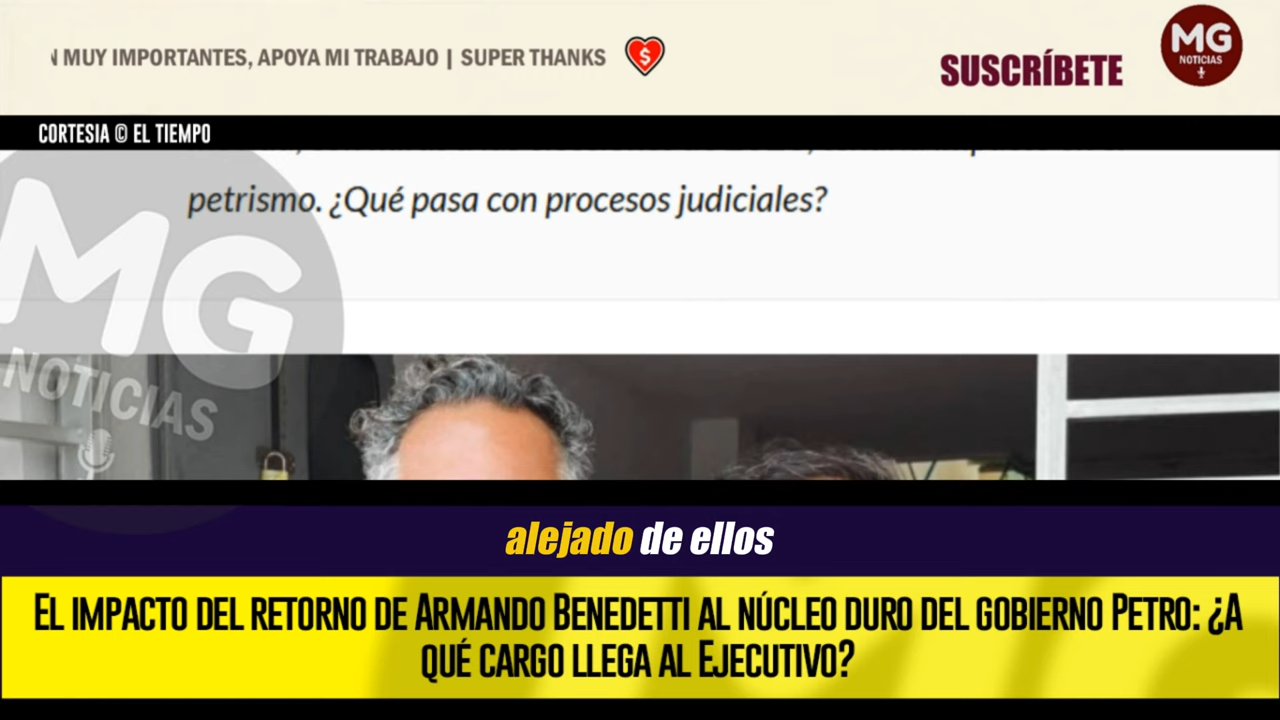 N MUY IMPORTANTES, APOYA MI TRABAJO | SUPER THANKS
$
SUSCRÍBETE
MG
NOTICIAS
CORTESIA © EL TIEMPO
petrismo. ¿Qué pasa con procesos judiciales?
MG
NOTICIAS
alejado de ellos
EL IMPACTO DEL RETORNO DE ARMANDO BENEDETTI AL NÚCLEO DURO DEL GOBIERNO PETRO: ¿A
QUÉ CARGO LLEGA AL EJECUTIVO?